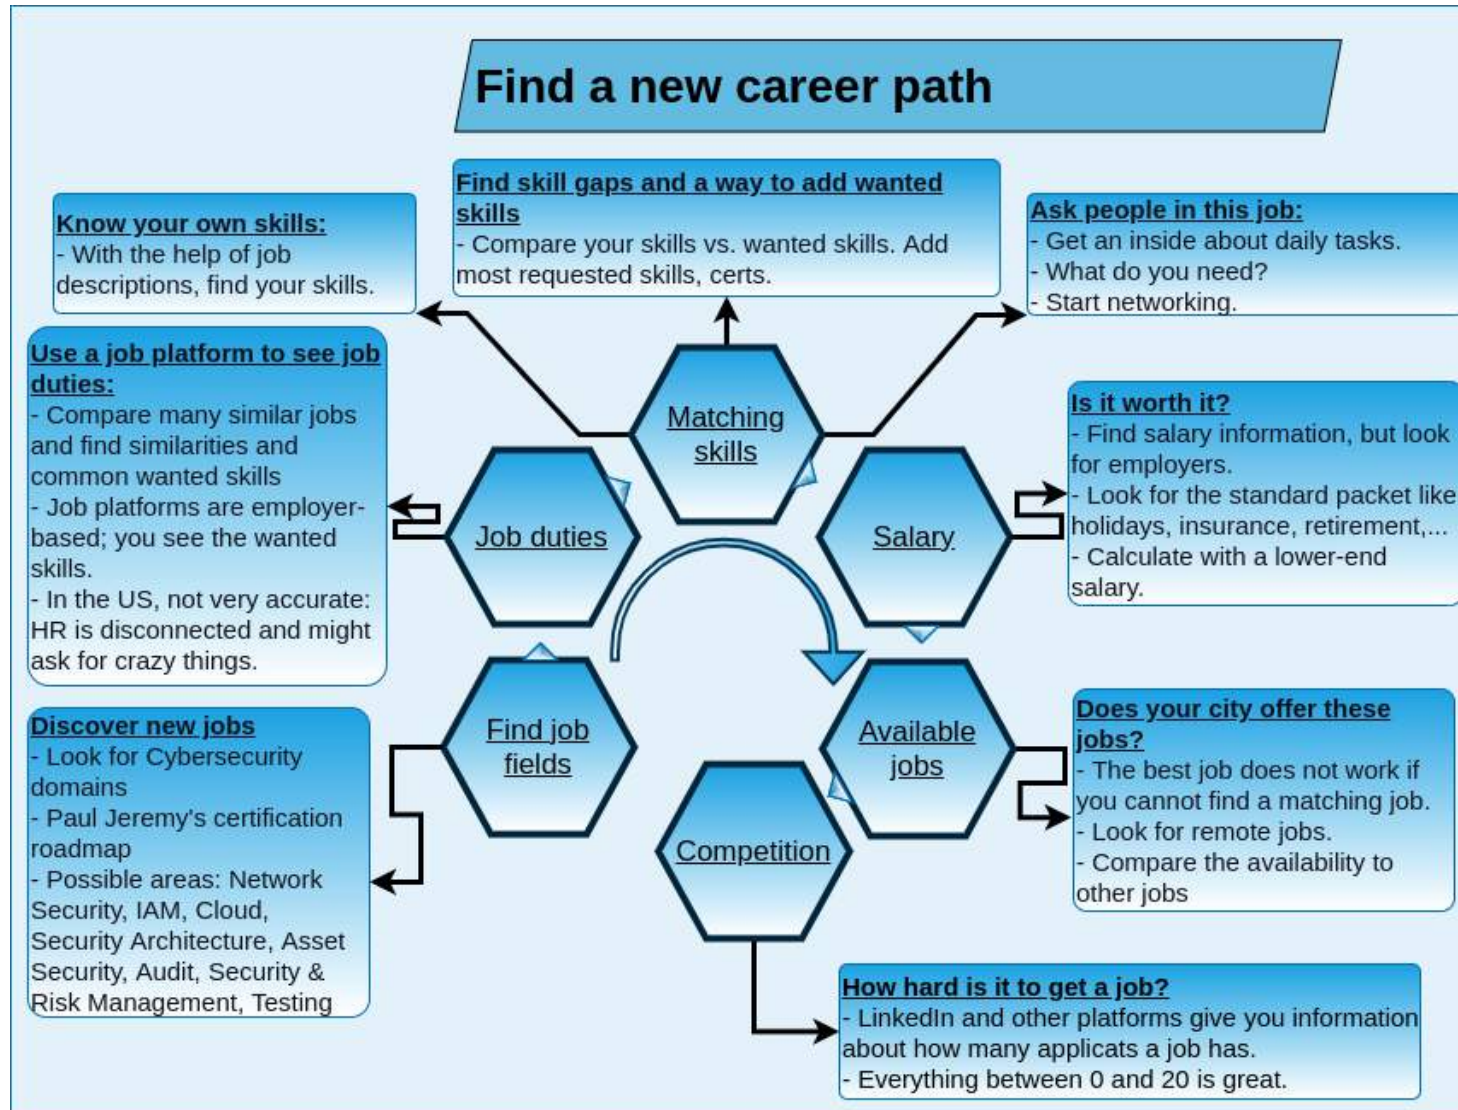 Find a new career path
Know your own skills:
- With the help of job
descriptions, find your skills.
Find skill gaps and a way to add wanted
skills
- Compare your skills vs. wanted skills. Add
most requested skills, certs.
Ask people in this job:
- Get an inside about daily tasks.
- What do you need?
- Start networking.
Use a job platform to see job
duties:
- Compare many similar jobs
and find similarities and
common wanted skills
- Job platforms are employer-
based; you see the wanted
skills.
- In the US, not very accurate:
HR is disconnected and might
ask for crazy things.
Matching
skills
Job duties
Salary
Is it worth it?
- Find salary information, but look
for employers.
- Look for the standard packet like
holidays, insurance, retirement,...
- Calculate with a lower-end
salary.
Discover new jobs
- Look for Cybersecurity
domains
- Paul Jeremy's certification
roadmap
- Possible areas: Network
Security, IAM, Cloud,
Security Architecture, Asset
Security, Audit, Security &
Risk Management, Testing
Find job
fields
Available
jobs
Competition
Does your city offer these
jobs?
- The best job does not work if
you cannot find a matching job.
- Look for remote jobs.
- Compare the availability to
other jobs
How hard is it to get a job?
- LinkedIn and other platforms give you information
about how many applicats a job has.
- Everything between 0 and 20 is great.